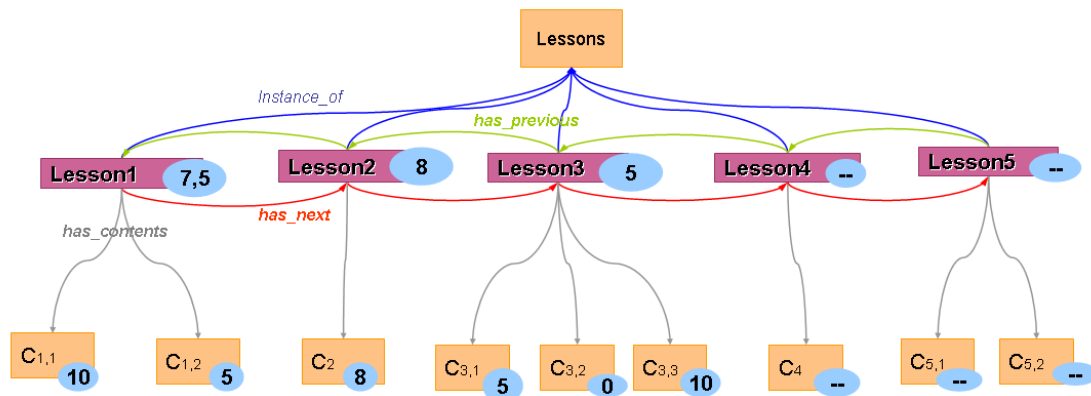 Lessons
Instance_of
has_previous
Lesson1 7,5
Lesson2 8
Lesson3 5
Lesson4 --
Lesson5 --
has_next
has_contents
C1,1 10
C1,2 5
C2 8
C3,1 5
C3,2 0
C3,3 10
C4 --
C5,1 --
C5,2 --